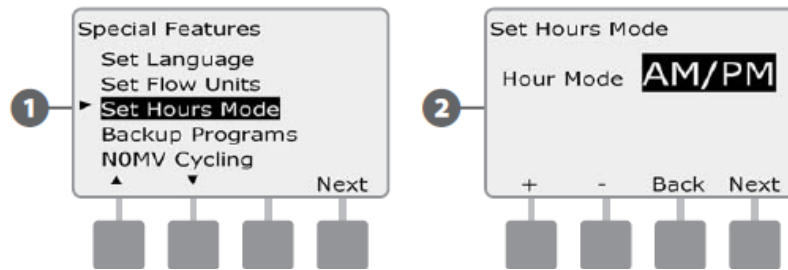 Special Features
Set Language
Set Flow Units
1
Set Hours Mode
Backup Programs
N0MV Cycling
Next
Set Hours Mode
Hour Mode AM/PM
2
+ - Back Next